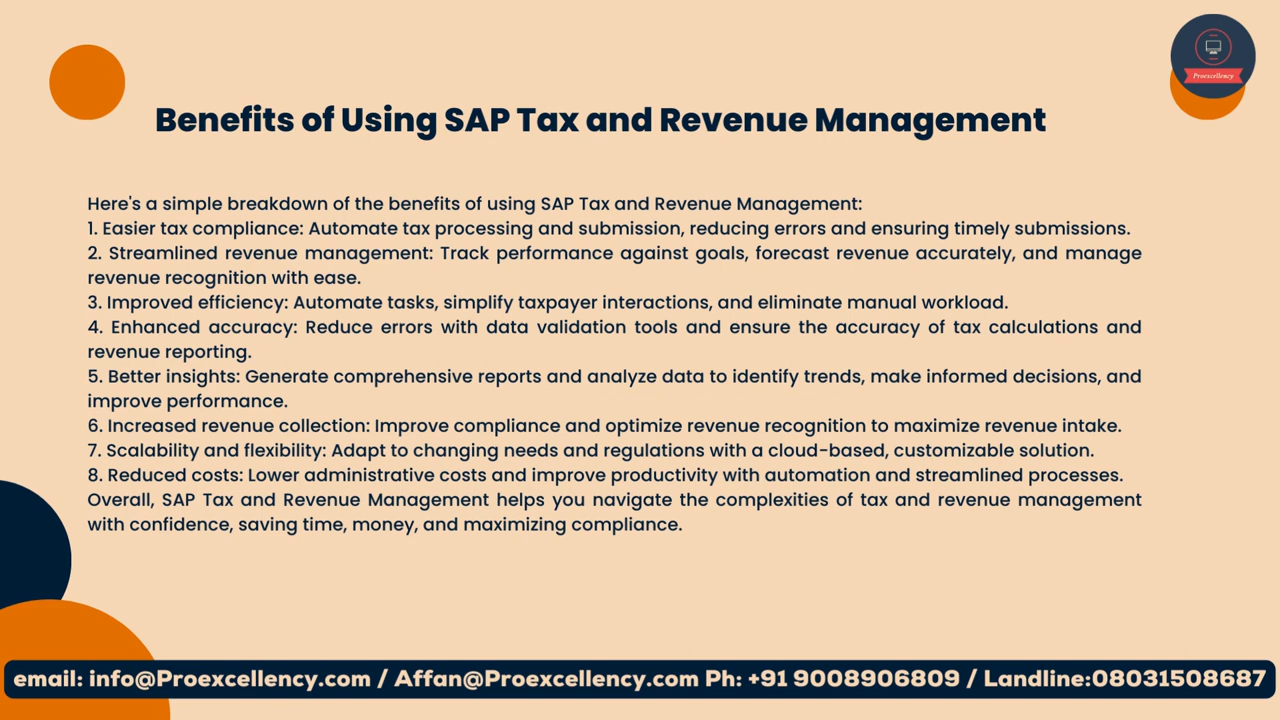 Proexcellency
Benefits of Using SAP Tax and Revenue Management
Here's a simple breakdown of the benefits of using SAP Tax and Revenue Management:
1. Easier tax compliance: Automate tax processing and submission, reducing errors and ensuring timely submissions.
2. Streamlined revenue management: Track performance against goals, forecast revenue accurately, and manage
revenue recognition with ease.
3. Improved efficiency: Automate tasks, simplify taxpayer interactions, and eliminate manual workload.
4. Enhanced accuracy: Reduce errors with data validation tools and ensure the accuracy of tax calculations and
revenue reporting.
5. Better insights: Generate comprehensive reports and analyze data to identify trends, make informed decisions, and
improve performance.
6. Increased revenue collection: Improve compliance and optimize revenue recognition to maximize revenue intake.
7. Scalability and flexibility: Adapt to changing needs and regulations with a cloud-based, customizable solution.
8. Reduced costs: Lower administrative costs and improve productivity with automation and streamlined processes.
Overall, SAP Tax and Revenue Management helps you navigate the complexities of tax and revenue management
with confidence, saving time, money, and maximizing compliance.
email: info@Proexcellency.com / Affan@Proexcellency.com Ph: +91 9008906809 / Landline:08031508687